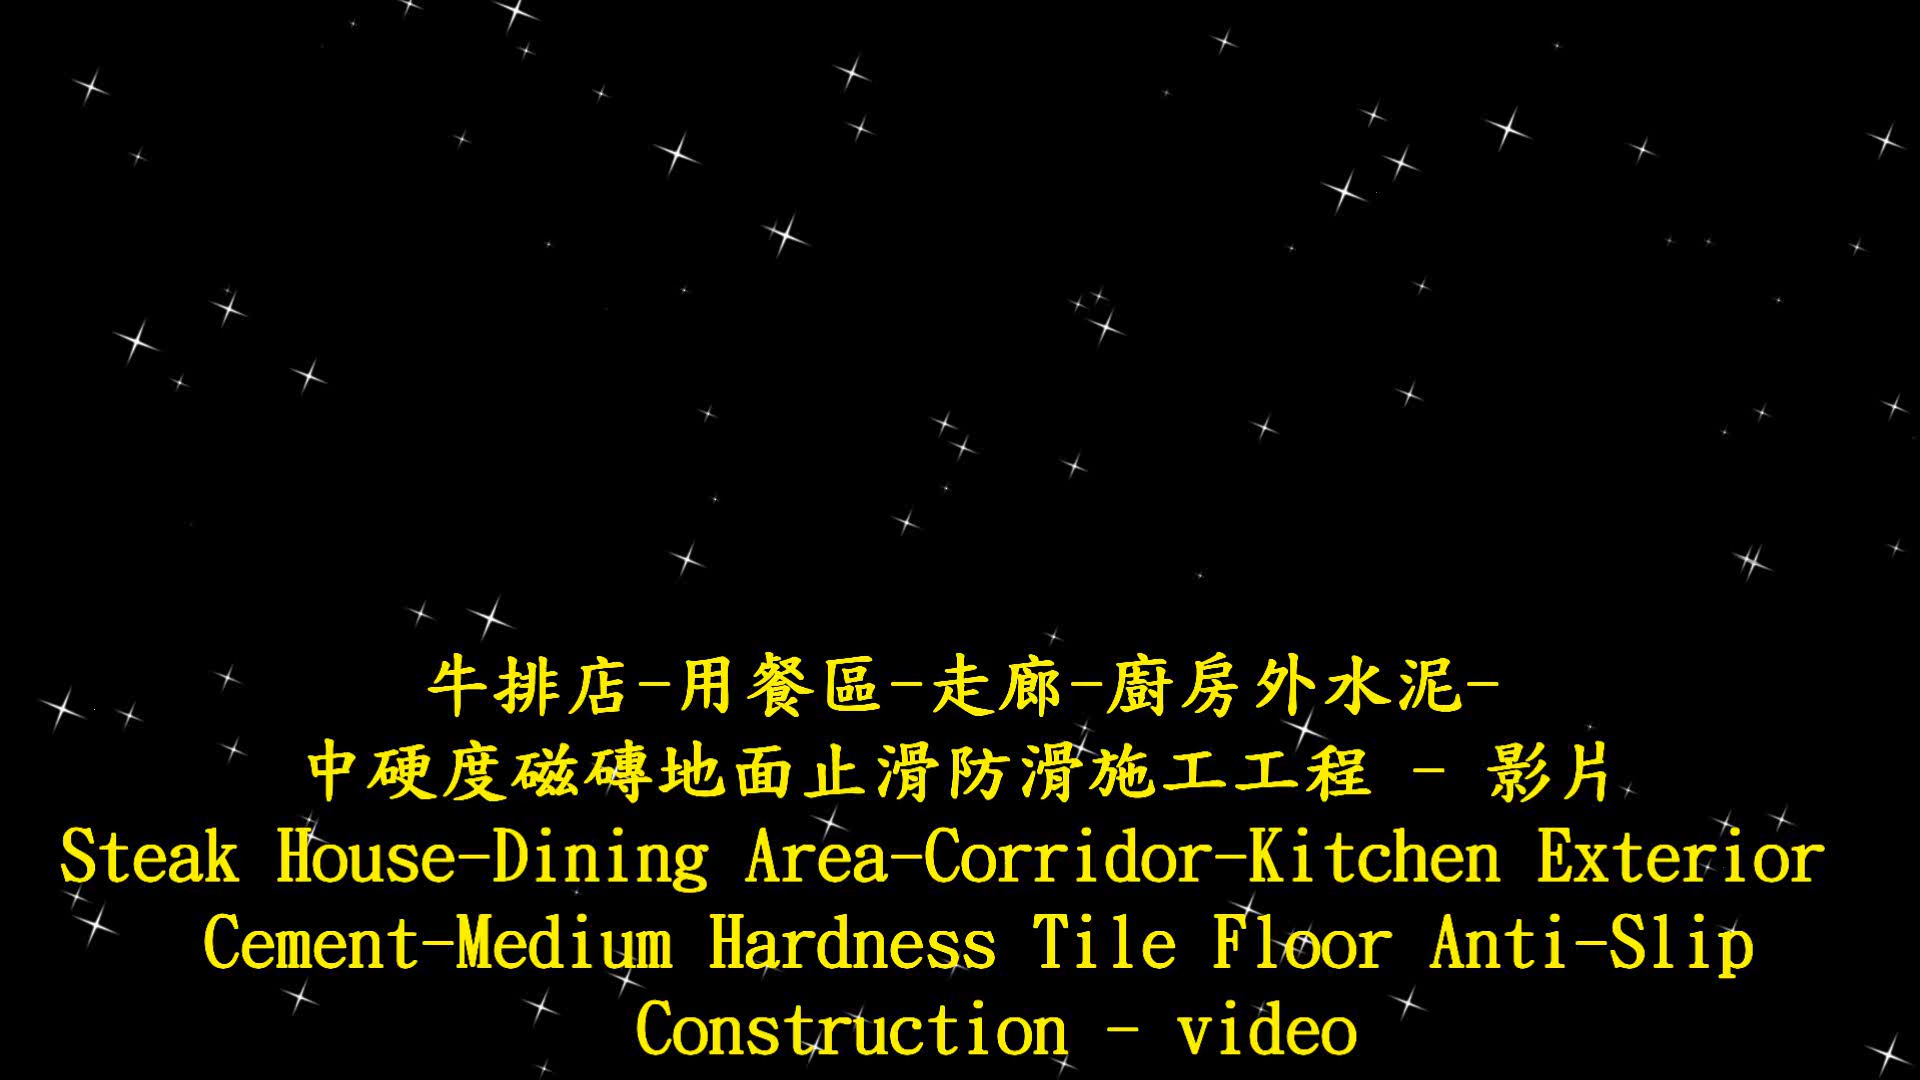 牛排店-用餐區-走廊-廚房外水泥-
中硬度磁磚地面止滑防滑施工工程 - 影片
Steak House-Dining Area-Corridor-Kitchen Exterior
Cement-Medium Hardness Tile Floor Anti-Slip
Construction - video